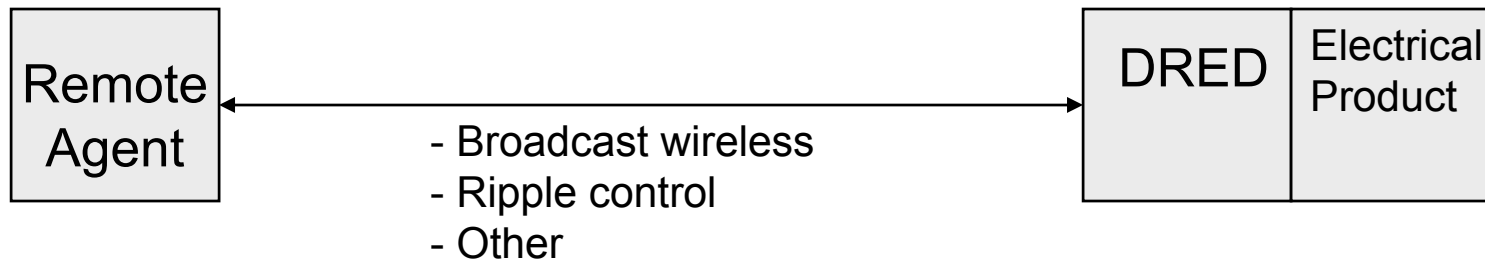 Remote
Agent
- Broadcast wireless
- Ripple control
- Other
DRED
Electrical
Product